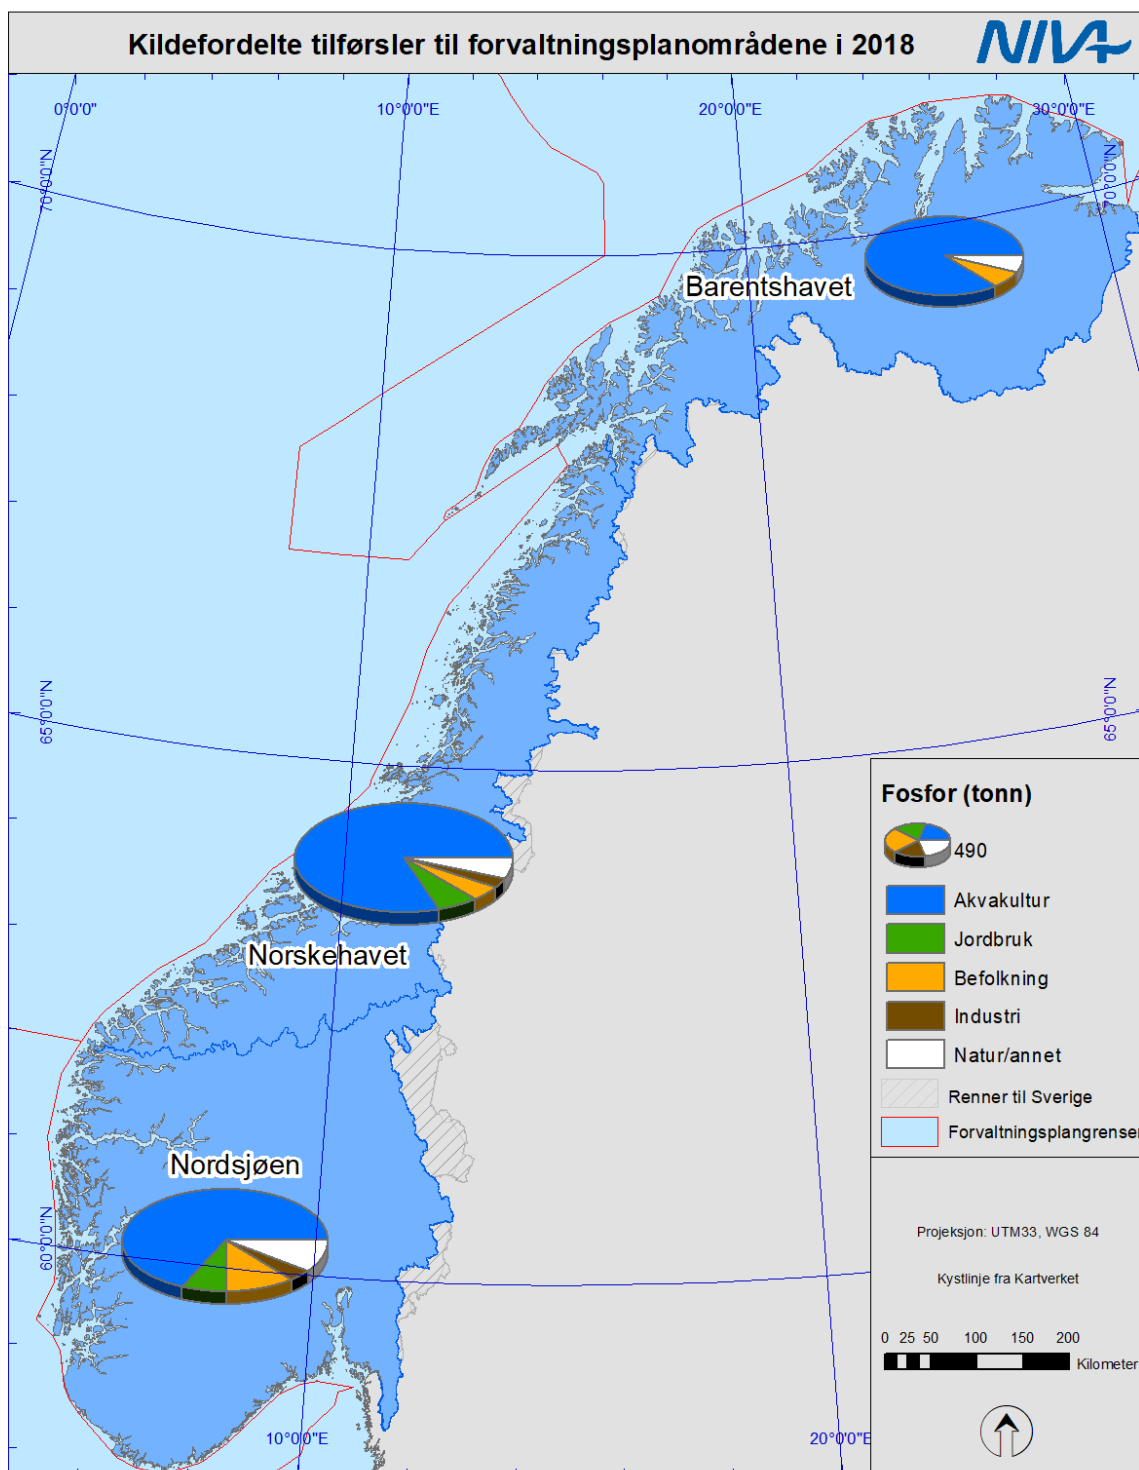 Kildefordelte tilførsler til forvaltningsplanområdene i 2018
NIVA
0°0'0"
10°0'0"E
20°0'0"E
30°0'0"E
70°0'0"N
70°0'0"N
Barentshavet
65°0'0"N
65°0'0"N
Norskehavet
Nordsjøen
60°0'0"N
10°0'0"E
20°0'0"E
Fosfor (tonn)
490
Akvakultur
Jordbruk
Befolkning
Industri
Natur/annet
Renner til Sverige
Forvaltningsplangrenser
Projeksjon: UTM33, WGS 84
Kystlinje fra Kartverket
0 25 50 100 150 200
Kilometer